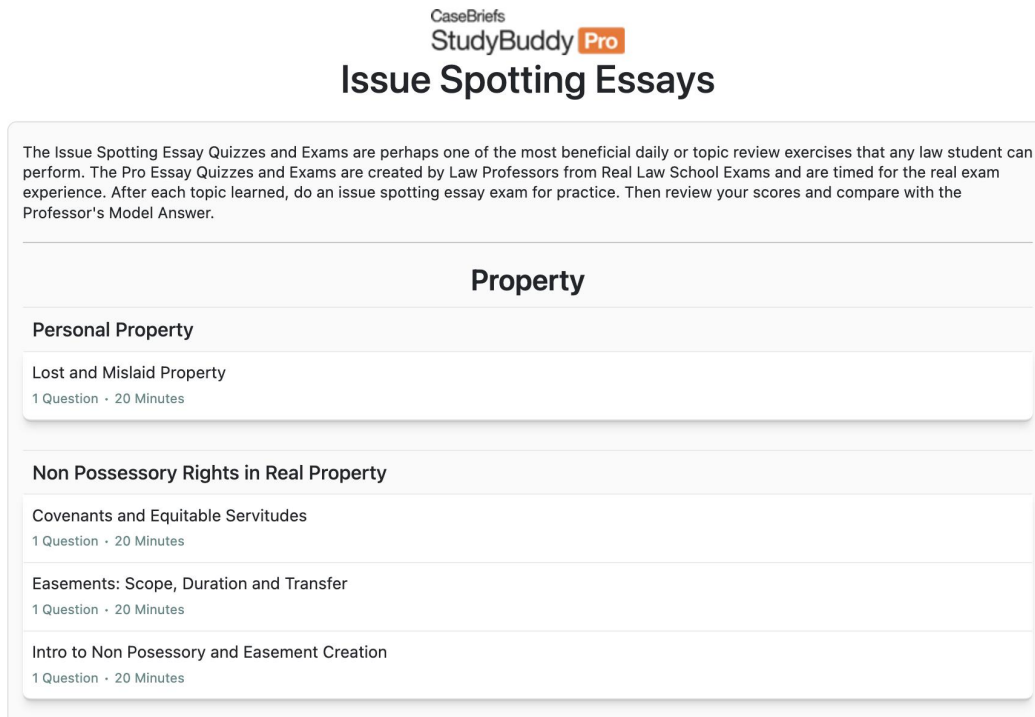 CaseBriefs
StudyBuddy Pro
Issue Spotting Essays
The Issue Spotting Essay Quizzes and Exams are perhaps one of the most beneficial daily or topic review exercises that any law student can
perform. The Pro Essay Quizzes and Exams are created by Law Professors from Real Law School Exams and are timed for the real exam
experience. After each topic learned, do an issue spotting essay exam for practice. Then review your scores and compare with the
Professor's Model Answer.
Property
Personal Property
Lost and Mislaid Property
1 Question • 20 Minutes
Non Possessory Rights in Real Property
Covenants and Equitable Servitudes
1 Question • 20 Minutes
Easements: Scope, Duration and Transfer
1 Question • 20 Minutes
Intro to Non Posessory and Easement Creation
1 Question • 20 Minutes